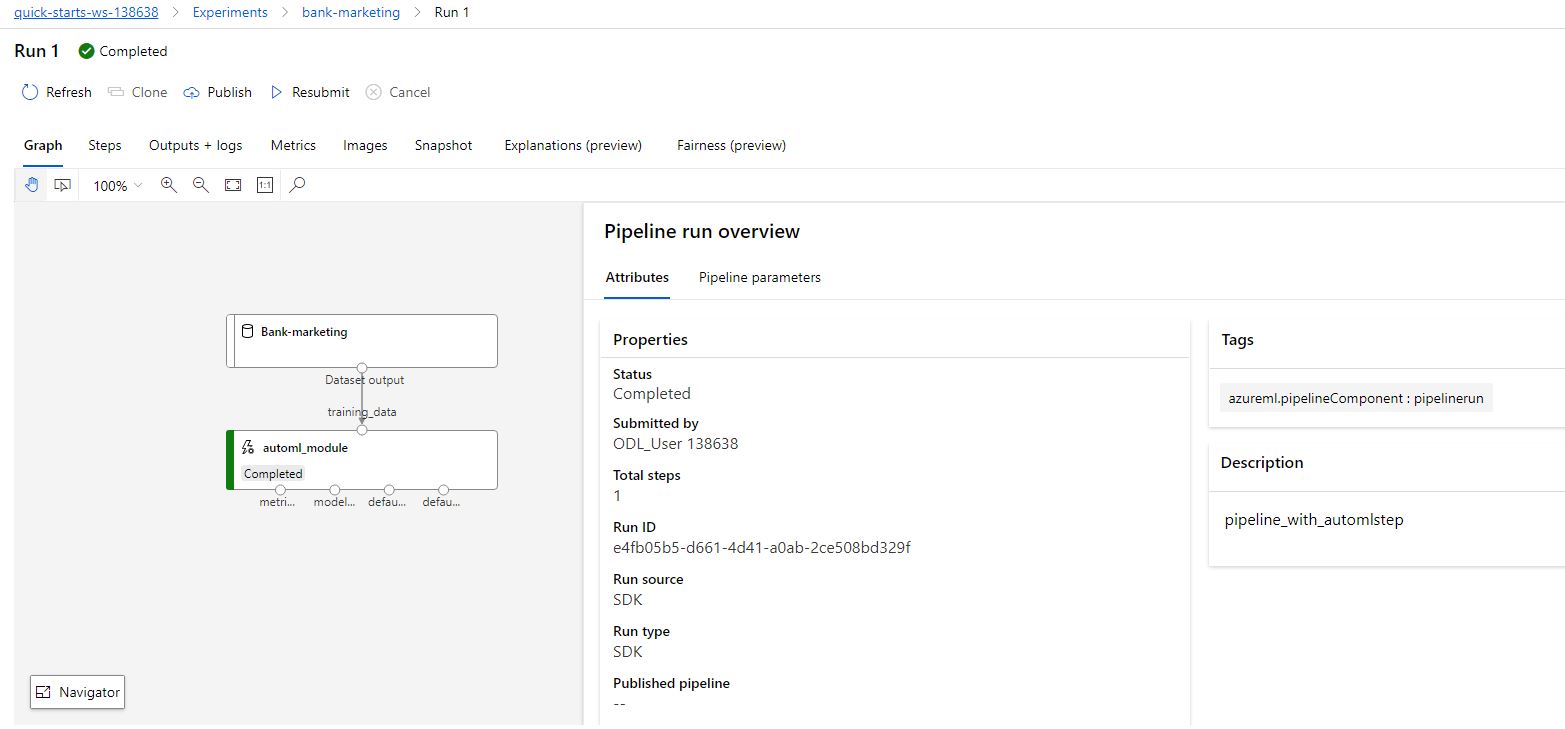 quick-starts-ws-138638 > Experiments > bank-marketing > Run 1
Run 1 Completed
Refresh Clone Publish Resubmit Cancel
Graph Steps Outputs + logs Metrics Images Snapshot Explanations (preview) Fairness (preview)
100% 1:1
Pipeline run overview
Attributes Pipeline parameters
Bank-marketing
Dataset output
training_data
automl_module
Completed
metri... model... defau... defau...
Navigator
Properties
Status
Completed
Submitted by
ODL_User 138638
Total steps
1
Run ID
e4fb05b5-d661-4d41-a0ab-2ce508bd329f
Run source
SDK
Run type
SDK
Published pipeline
--
Tags
azureml.pipelineComponent : pipelinerun
Description
pipeline_with_automlstep